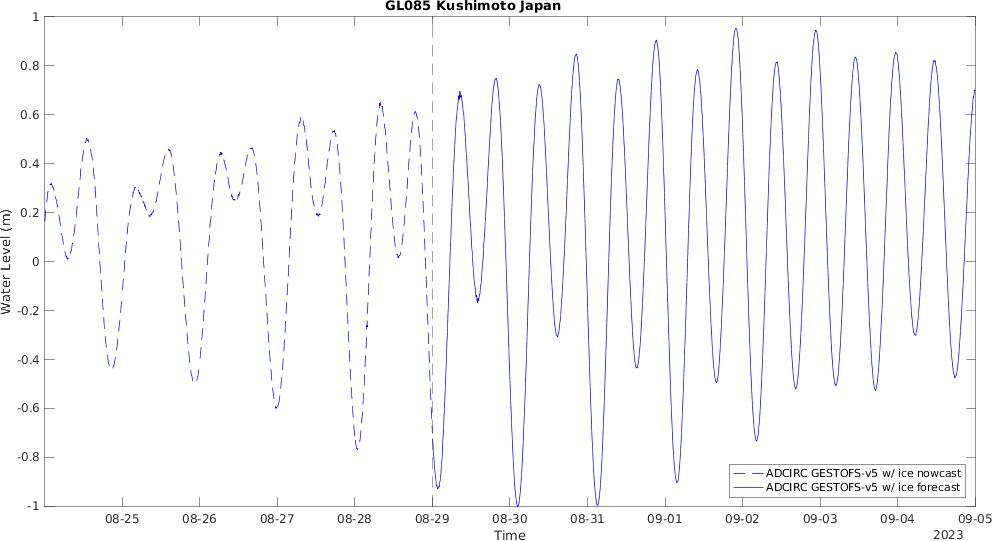 GL085 Kushimoto Japan
1
0.8
0.6
0.4
0.2
0
-0.2
-0.4
-0.6
-0.8
-1
Water Level (m)
ADCIRC GESTOFS-v5 w/ ice nowcast
ADCIRC GESTOFS-v5 w/ ice forecast
08-25 08-26 08-27 08-28 08-29 08-30 08-31 09-01 09-02 09-03 09-04 09-05
Time
2023